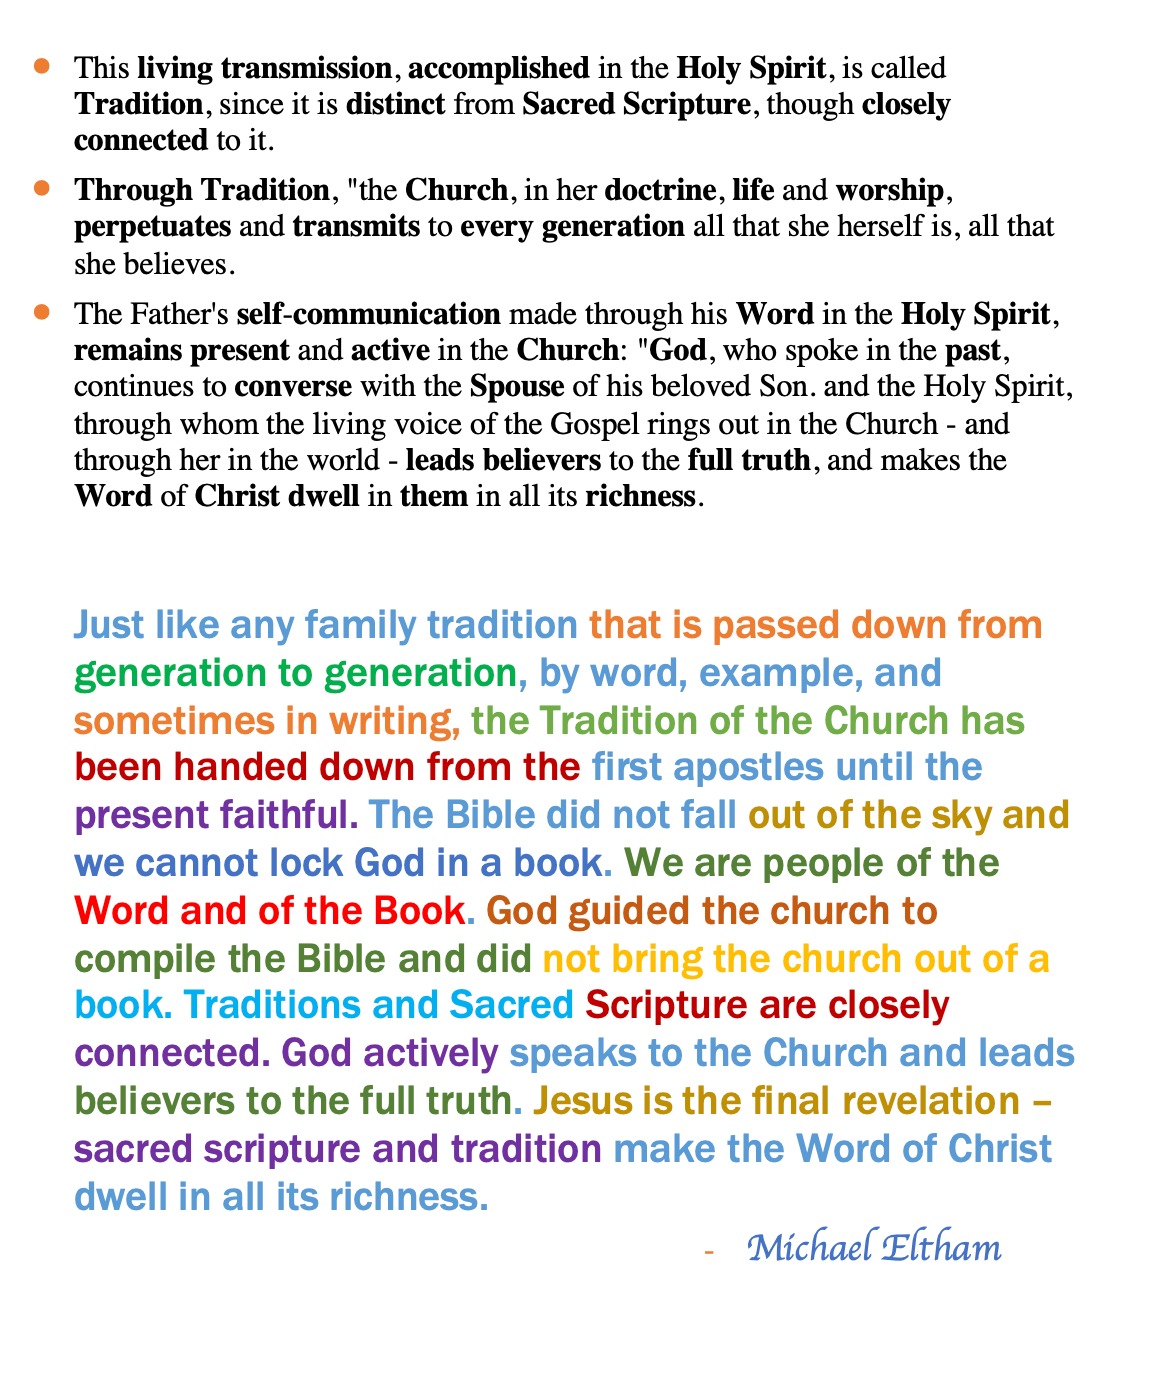 • This living transmission, accomplished in the Holy Spirit, is called
Tradition, since it is distinct from Sacred Scripture, though closely
connected to it.
• Through Tradition, "the Church, in her doctrine, life and worship,
perpetuates and transmits to every generation all that she herself is, all that
she believes.
• The Father's self-communication made through his Word in the Holy Spirit,
remains present and active in the Church: "God, who spoke in the past,
continues to converse with the Spouse of his beloved Son. and the Holy Spirit,
through whom the living voice of the Gospel rings out in the Church - and
through her in the world - leads believers to the full truth, and makes the
Word of Christ dwell in them in all its richness.
Just like any family tradition that is passed down from
generation to generation, by word, example, and
sometimes in writing, the Tradition of the Church has
been handed down from the first apostles until the
present faithful. The Bible did not fall out of the sky and
we cannot lock God in a book. We are people of the
Word and of the Book. God guided the church to
compile the Bible and did not bring the church out of a
book. Traditions and Sacred Scripture are closely
connected. God actively speaks to the Church and leads
believers to the full truth. Jesus is the final revelation –
sacred scripture and tradition make the Word of Christ
dwell in all its richness.
- Michael Eltham